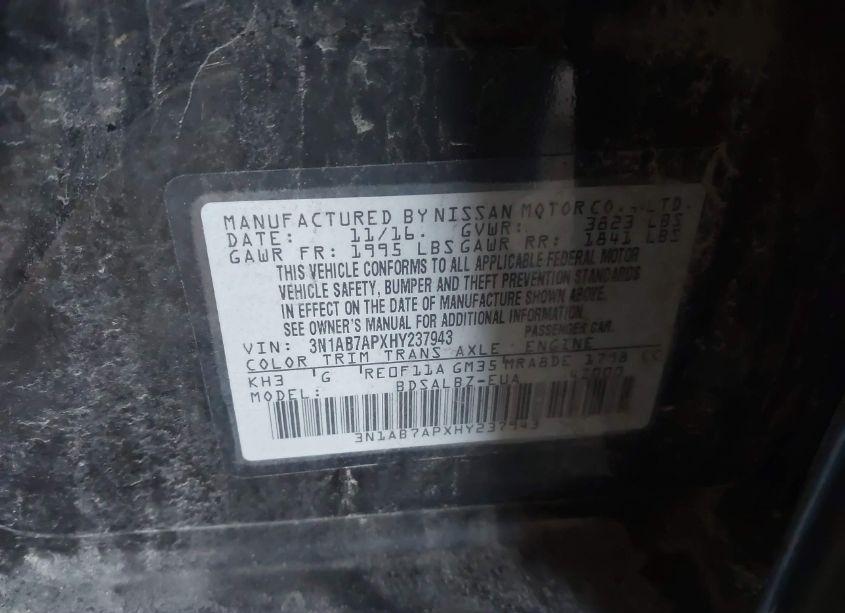 MANUFACTURED BY NISSAN MOTOR CO., LTD.
DATE: 11/16. GVWR: 3823 LBS
GAWR FR: 1995 LBS GAWR RR: 1841 LBS
THIS VEHICLE CONFORMS TO ALL APPLICABLE FEDERAL MOTOR
VEHICLE SAFETY, BUMPER AND THEFT PREVENTION STANDARDS
IN EFFECT ON THE DATE OF MANUFACTURE SHOWN ABOVE.
SEE OWNER'S MANUAL FOR ADDITIONAL INFORMATION.
VIN: 3N1AB7APXHY237943 PASSENGER CAR.
COLOR TRIM TRANS AXLE ENGINE
KH3 G RE0F11A GM35 MRA8DE 1798 CC
MODEL: BDSALBZ-EUA
3N1AB7APXHY237943